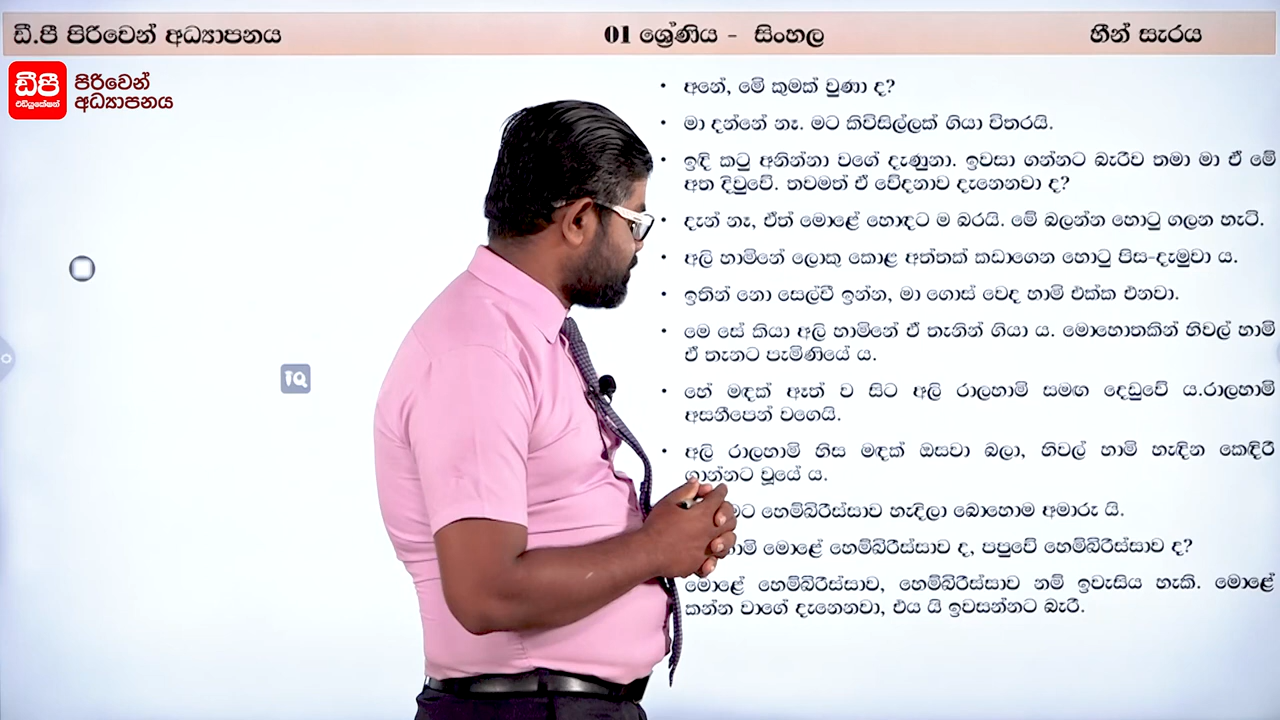 ඩී.පී පිරිවෙන් අධ්‍යාපනය
01 ශ්‍රේණිය - සිංහල
හීන් සැරය
ඩීපී
එඩියුකේෂන්
පිරිවෙන්
අධ්‍යාපනය
• අනේ, මේ කුමක් වුණා ද?
• මා දන්නේ නෑ. මට කිවිසිල්ලක් ගියා විතරයි.
• ඉඳි කටු අනින්නා වගේ දැණුනා. ඉවසා ගන්නට බැරිව තමා මා ඒ මේ
අත දිවුවේ. තවමත් ඒ වේදනාව දැනෙනවා ද?
• දැන් නෑ, ඒත් මොළේ හොඳට ම බරයි. මේ බලන්න හොටු ගලන හැටි.
• අලි හාමිනේ ලොකු කොළ අත්තක් කඩාගෙන හොටු පිස-දැමුවා ය.
• ඉතින් නො සෙල්වී ඉන්න, මා ගොස් වෙද හාමි එක්ක එනවා.
• මෙ සේ කියා අලි හාමිනේ ඒ තැනින් ගියා ය. මොහොතකින් හිවල් හාමි
ඒ තැනට පැමිණියේ ය.
• හේ මඳක් ඈත් ව සිට අලි රාලහාමි සමඟ දෙඩුවේ ය.රාලහාමි
අසනීපෙන් වගෙයි.
• අලි රාලහාමි හිස මඳක් ඔසවා බලා, හිවල් හාමි හැඳින කෙඳිරි
ගාන්නට වූයේ ය.
මට හෙම්බිරිස්සාව හැදිලා බොහොම අමාරු යි.
හාමි මොළේ හෙම්බිරිස්සාව ද, පපුවේ හෙම්බිරිස්සාව ද?
මොළේ හෙම්බිරිස්සාව, හෙම්බිරිස්සාව නම් ඉවැසිය හැකි. මොළේ
කන්න වාගේ දැනෙනවා, එය යි ඉවසන්නට බැරි.